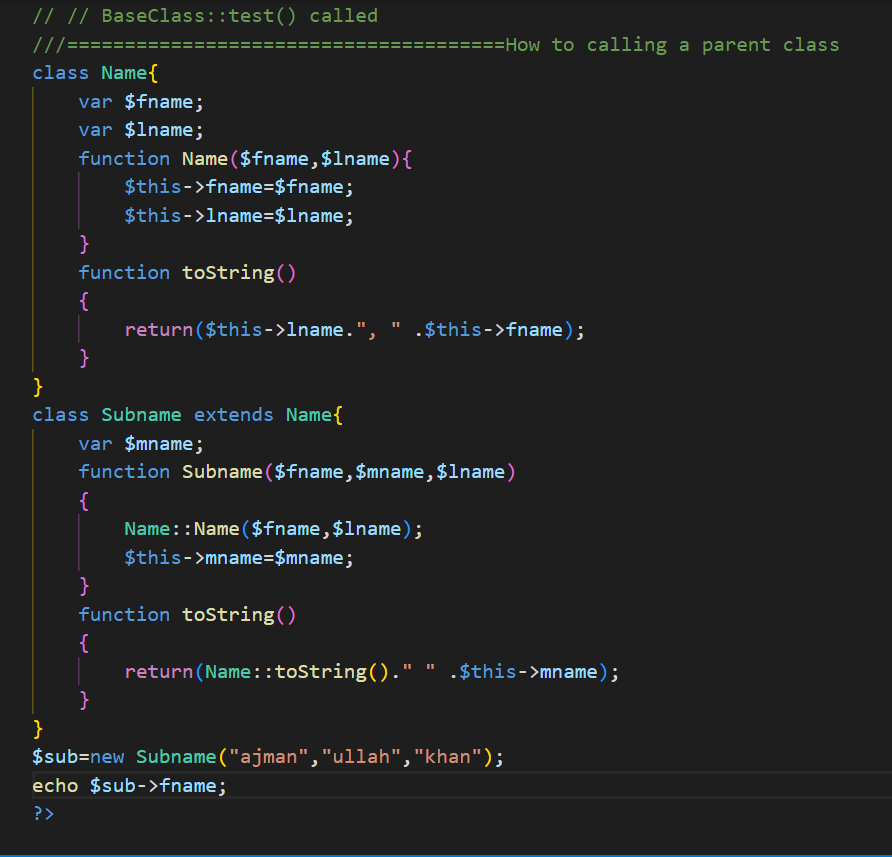 // // BaseClass::test() called
///======================================How to calling a parent class
class Name{
    var $fname;
    var $lname;
    function Name($fname,$lname){
        $this->fname=$fname;
        $this->lname=$lname;
    }
    function toString()
    {
        return($this->lname.", " .$this->fname);
    }
}
class Subname extends Name{
    var $mname;
    function Subname($fname,$mname,$lname)
    {
        Name::Name($fname,$lname);
        $this->mname=$mname;
    }
    function toString()
    {
        return(Name::toString()." " .$this->mname);
    }
}
$sub=new Subname("ajman","ullah","khan");
echo $sub->fname;
?>